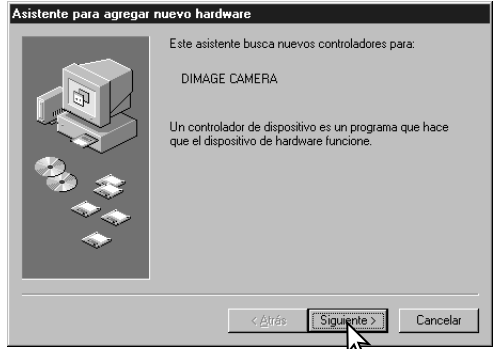 Asistente para agregar nuevo hardware
Este asistente busca nuevos controladores para:
DIMAGE CAMERA
Un controlador de dispositivo es un programa que hace
que el dispositivo de hardware funcione.
< Atrás Siguiente > Cancelar